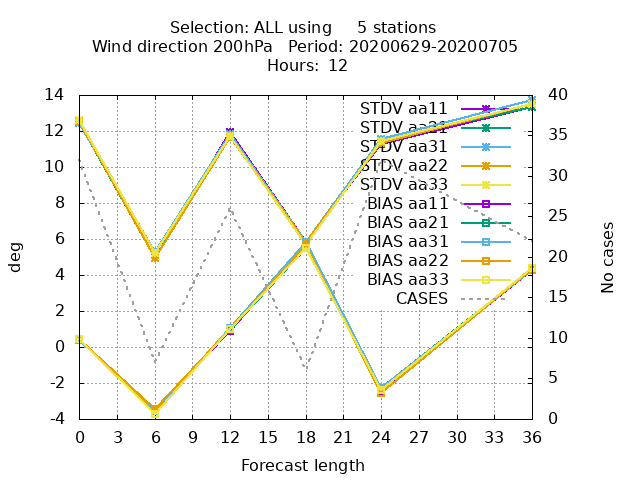 Selection: ALL using     5 stations
Wind direction 200hPa   Period: 20200629-20200705
Hours: 12
14
12
10
8
6
4
2
0
-2
-4
deg
40
35
30
25
20
15
10
5
0
No cases
STDV aa11
STDV aa21
STDV aa31
STDV aa22
STDV aa33
BIAS aa11
BIAS aa21
BIAS aa31
BIAS aa22
BIAS aa33
CASES
0 3 6 9 12 15 18 21 24 27 30 33 36
Forecast length